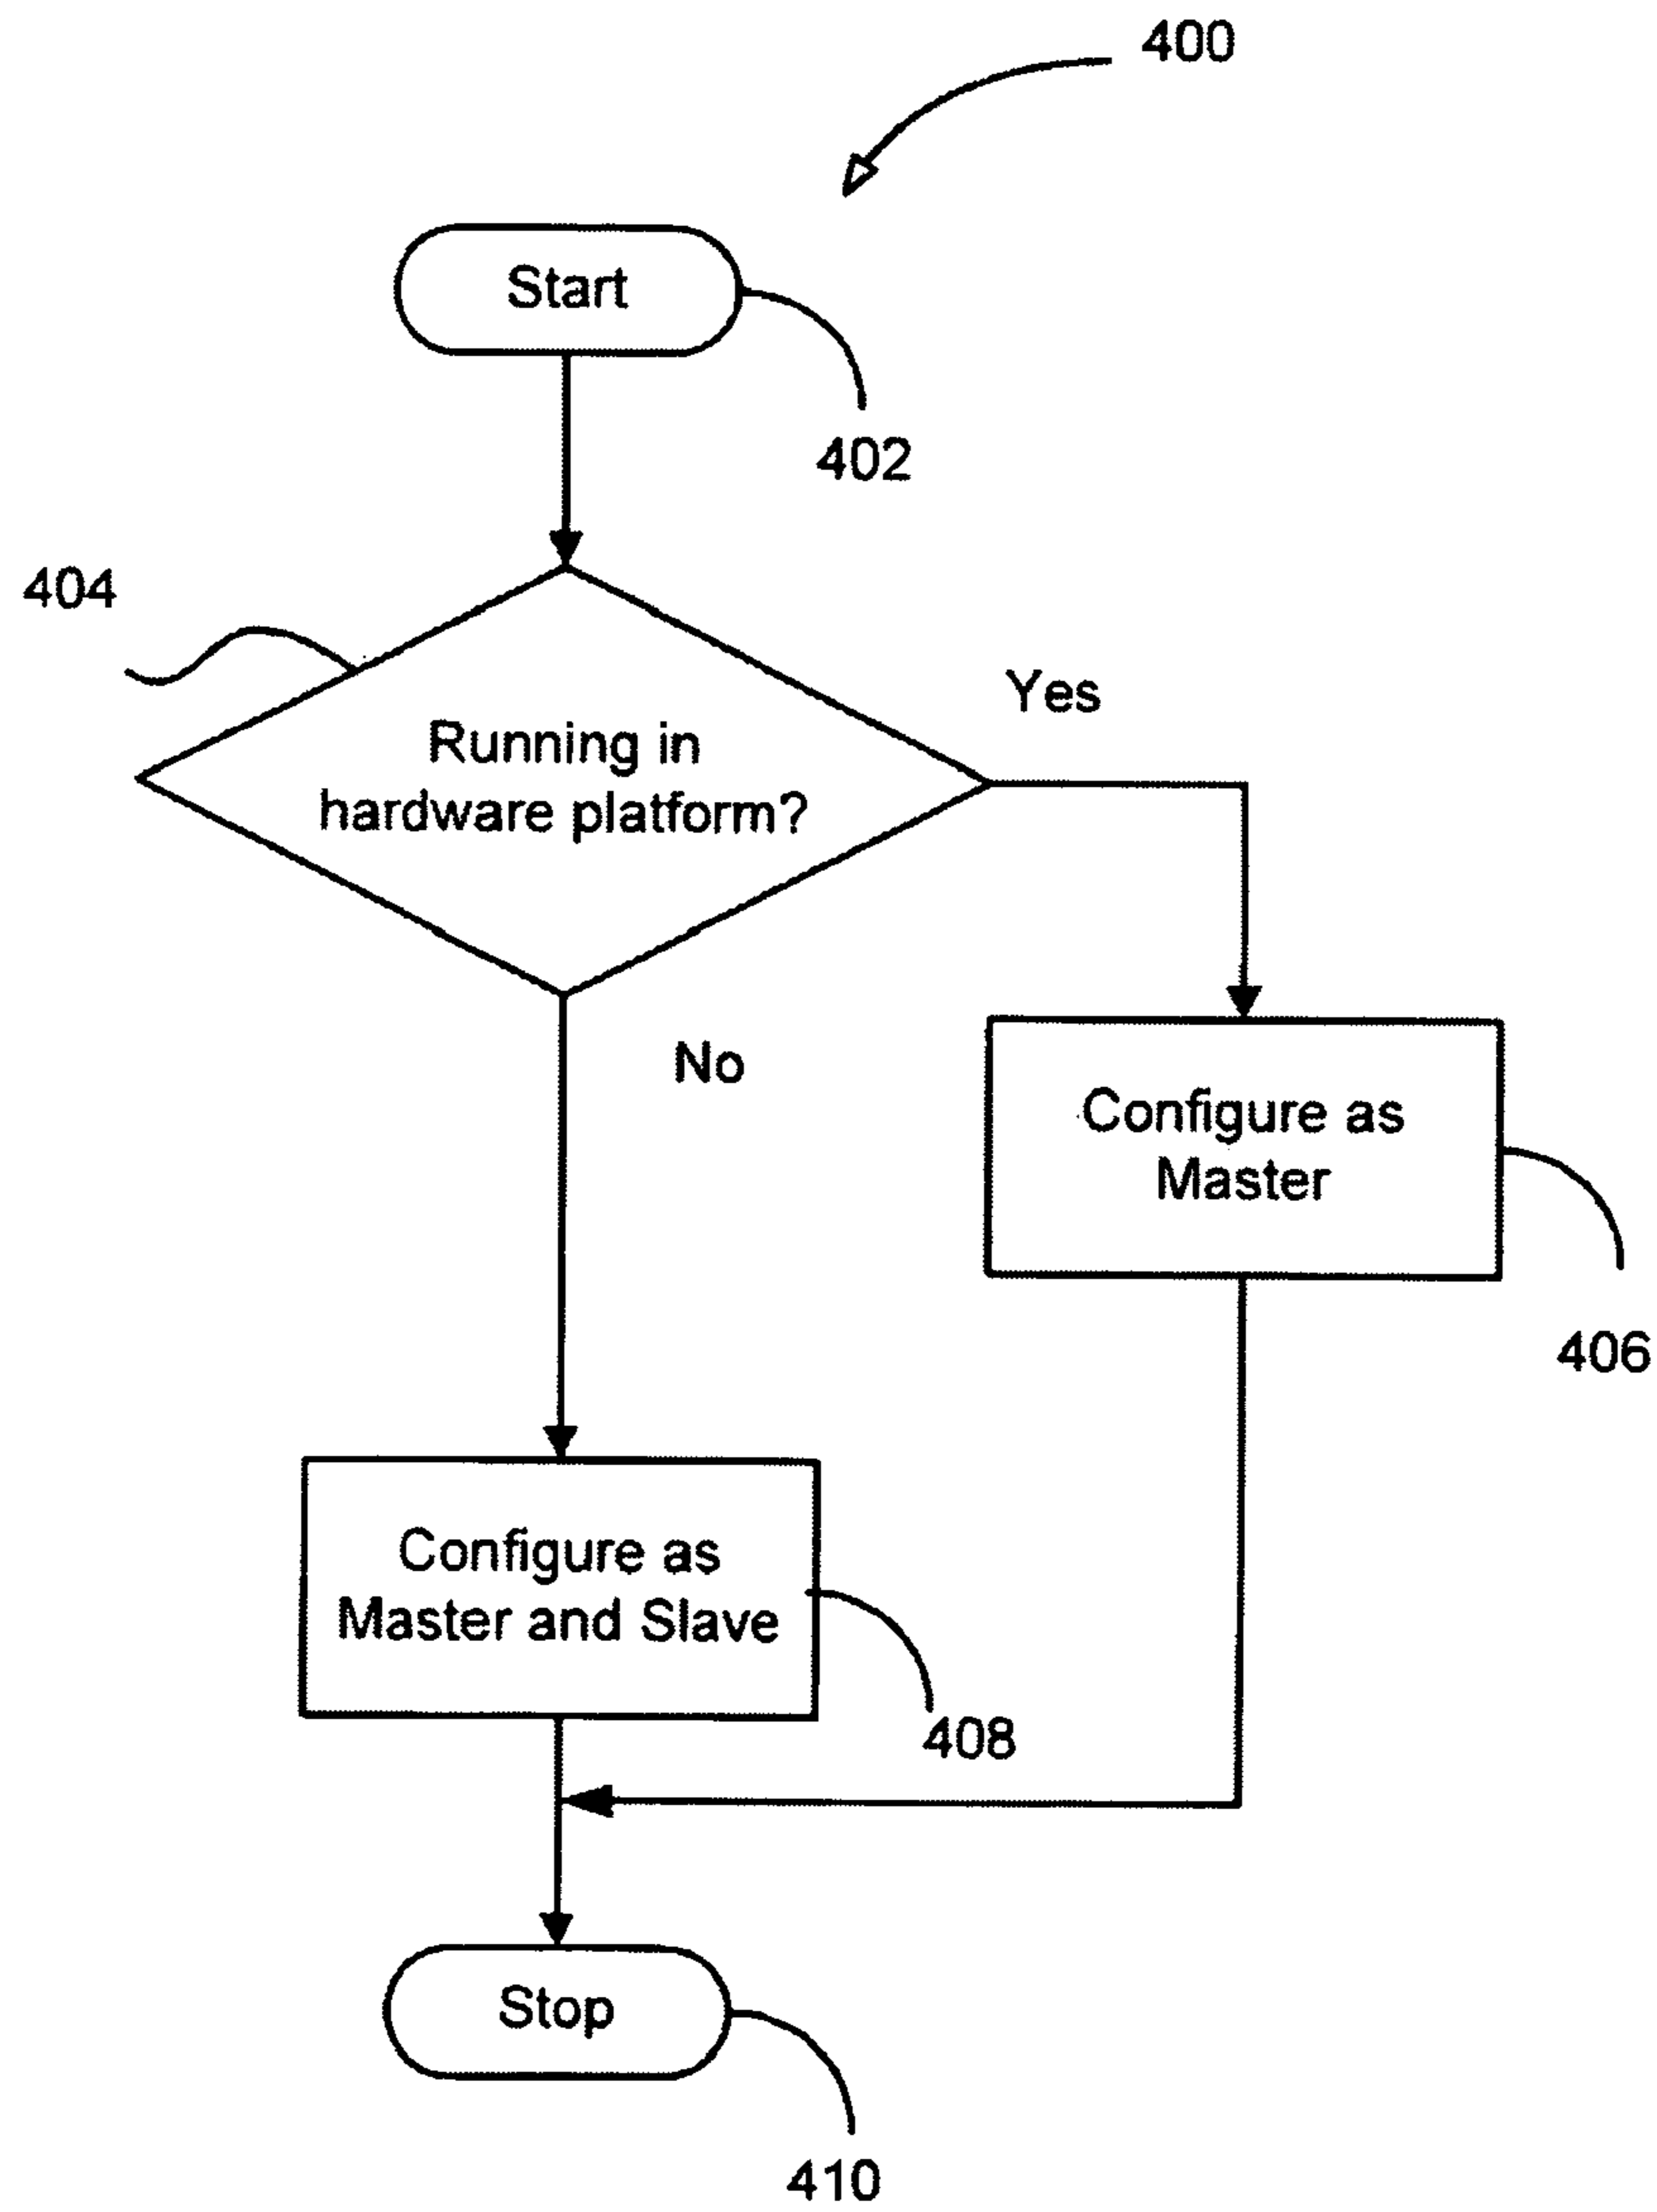 400
Start
402
404
Yes
Running in
hardware platform?
No
Configure as
Master
406
Configure as
Master and Slave
408
Stop
410